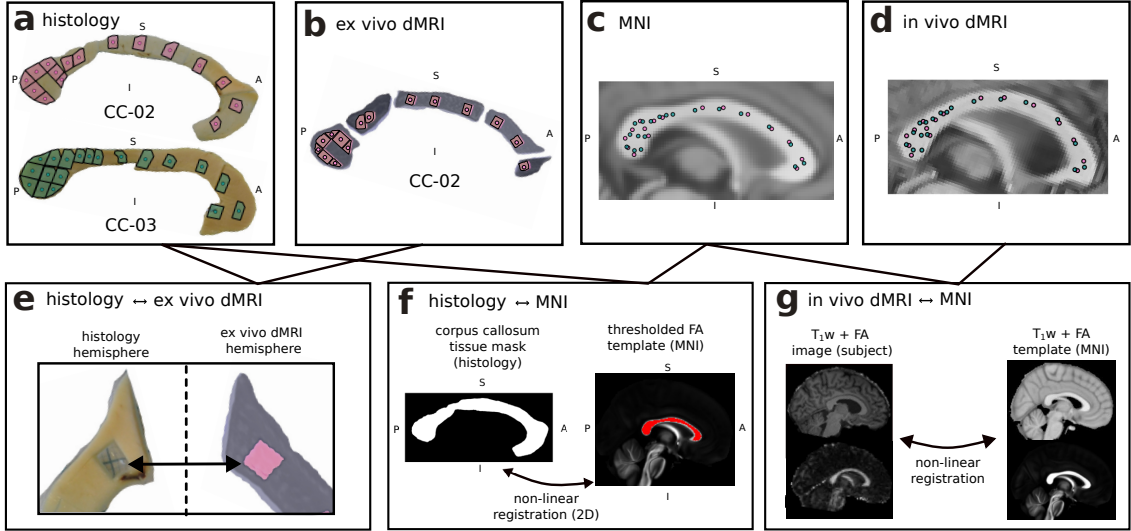 a histology
S
P
A
I
CC-02
S
P
A
I
CC-03
b ex vivo dMRI
S
P
A
I
CC-02
c MNI
S
P
A
I
d in vivo dMRI
S
P
A
I
e histology ↔ ex vivo dMRI
histology
hemisphere
ex vivo dMRI
hemisphere
f histology ↔ MNI
corpus callosum
tissue mask
(histology)
S
P
A
I
thresholded FA
template (MNI)
S
P
A
I
non-linear
registration (2D)
g in vivo dMRI ↔ MNI
T₁w + FA
image (subject)
T₁w + FA
template (MNI)
non-linear
registration